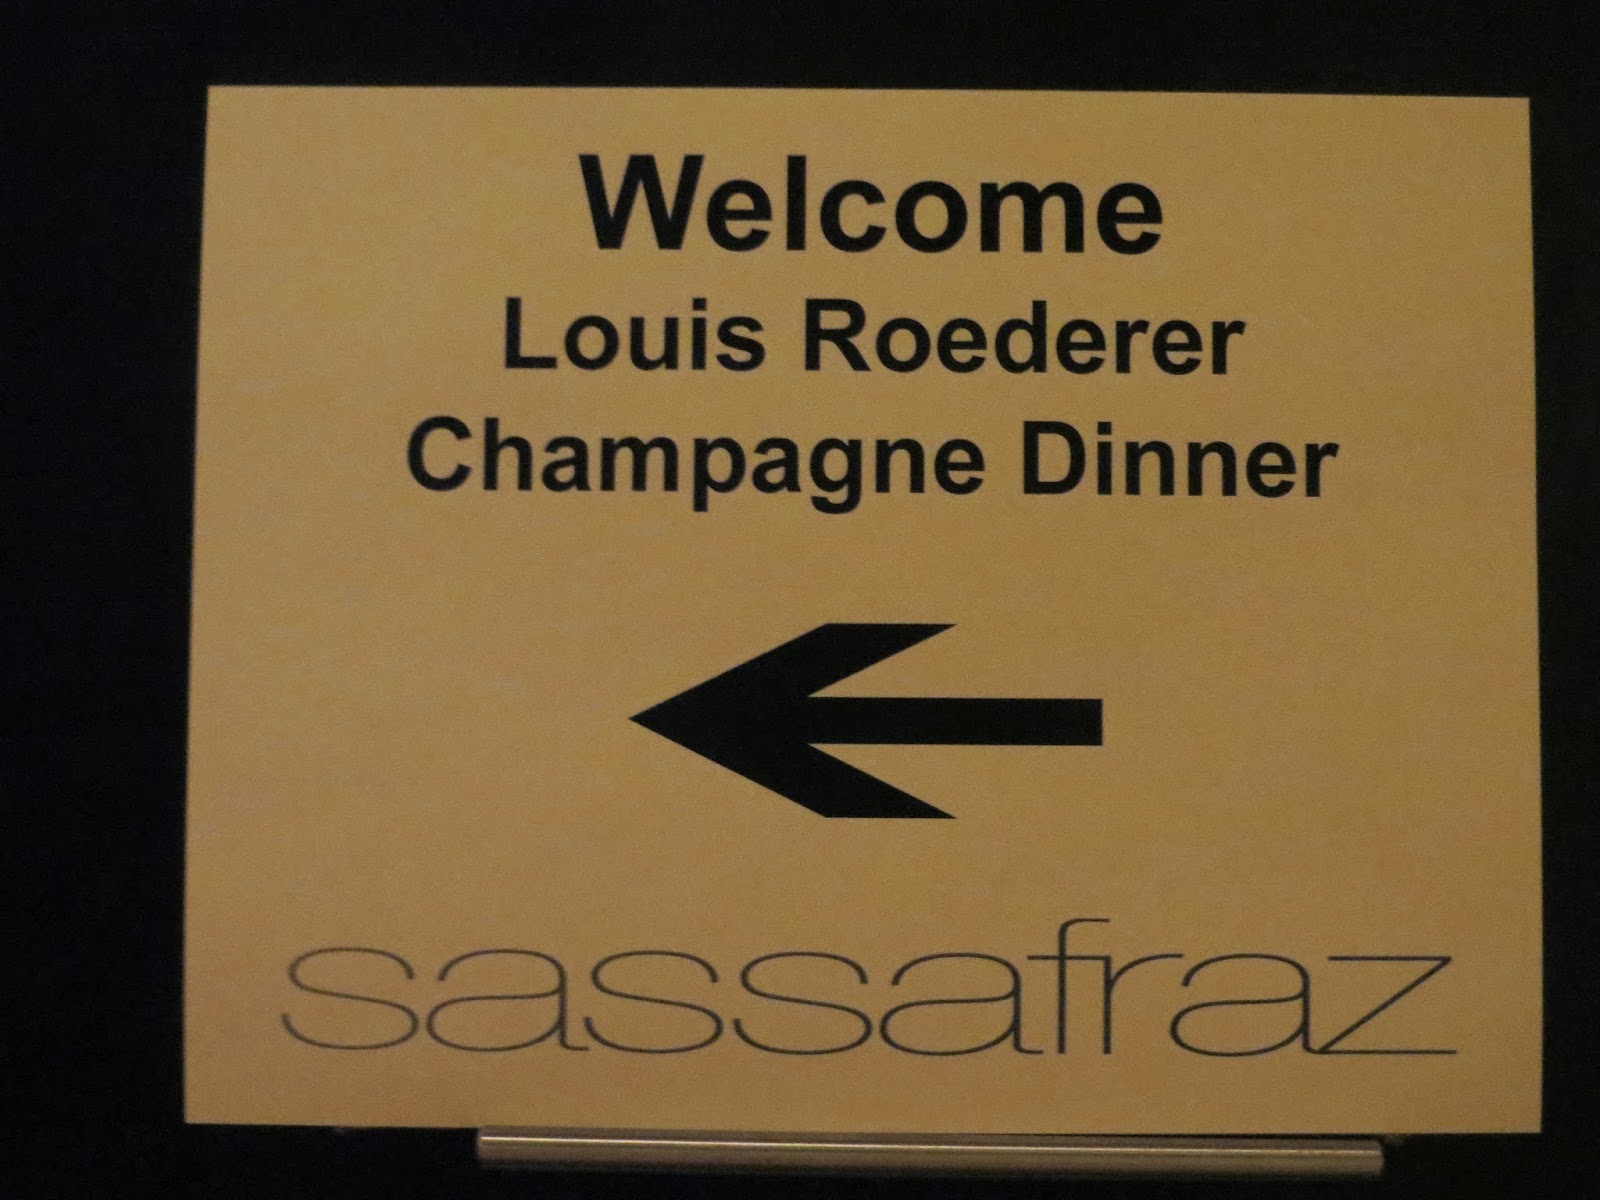 Welcome
Louis Roederer
Champagne Dinner
sassafraz